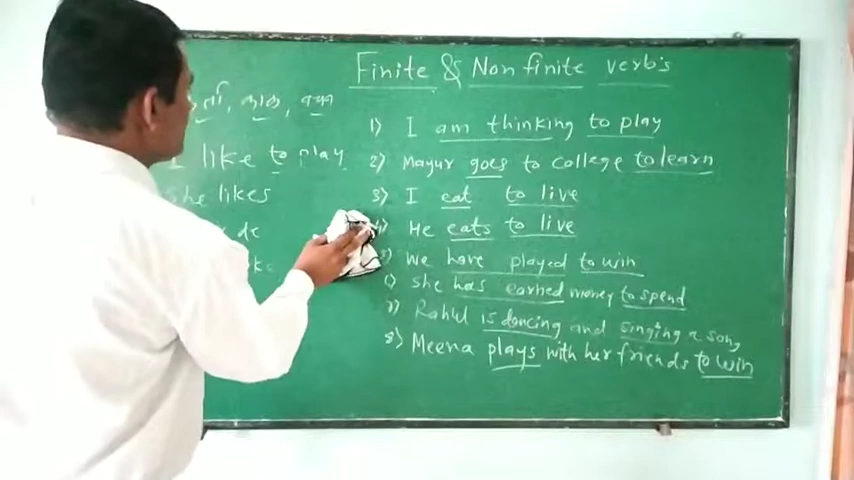 Finite & Non finite verb's
काळ, वचन
I like to play
she likes
1) I am thinking to play
2) Mayur goes to college to learn
3) I eat to live
4) He eats to live
5) we have played to win
6) she has earned money to spend
7) Rahul is dancing and singing a song
8) Meena plays with her friends to win